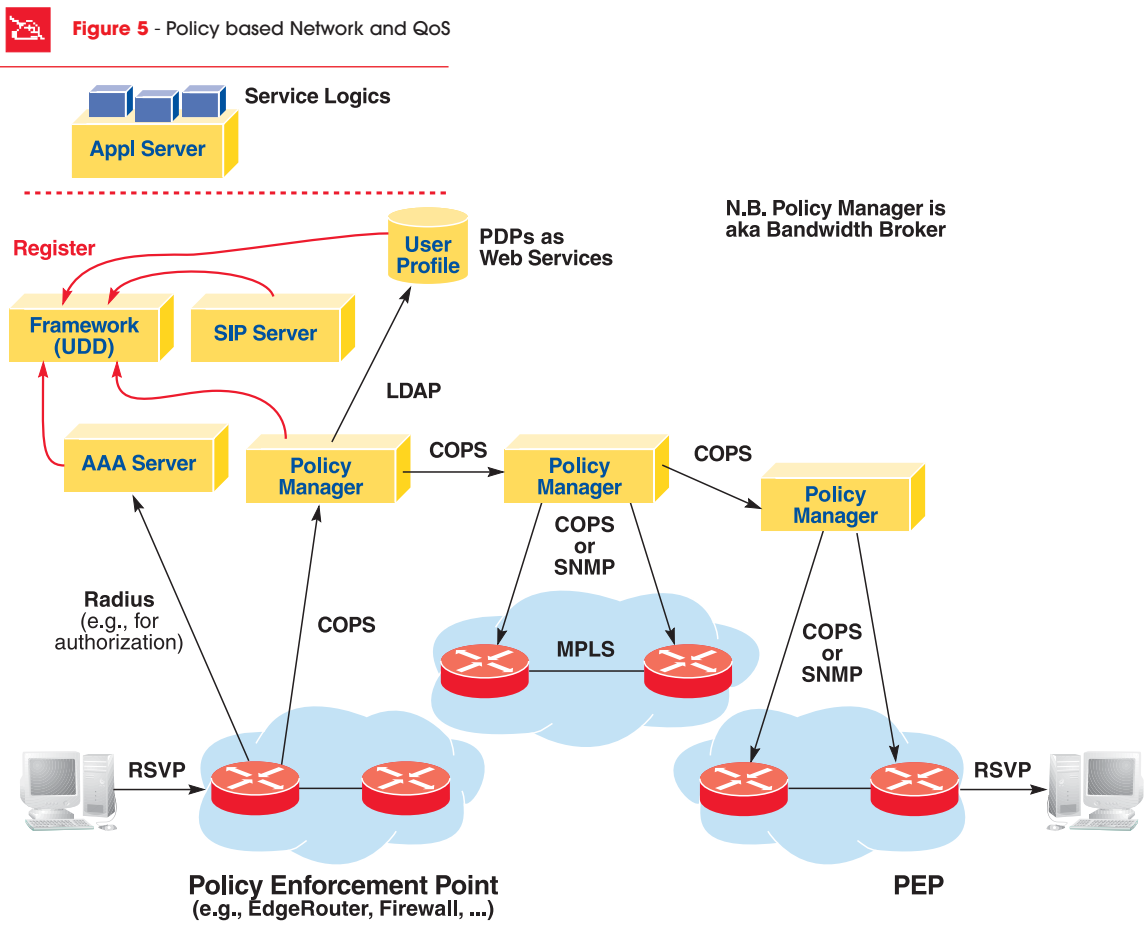 Figure 5 - Policy based Network and QoS
Service Logics
Appl Server
N.B. Policy Manager is
aka Bandwidth Broker
Register
User
Profile
PDPs as
Web Services
Framework
(UDD)
SIP Server
LDAP
AAA Server
Policy
Manager
COPS
Policy
Manager
COPS
Policy
Manager
COPS
or
SNMP
Radius
(e.g., for
authorization)
COPS
MPLS
COPS
or
SNMP
RSVP
RSVP
Policy Enforcement Point
(e.g., EdgeRouter, Firewall, ...)
PEP